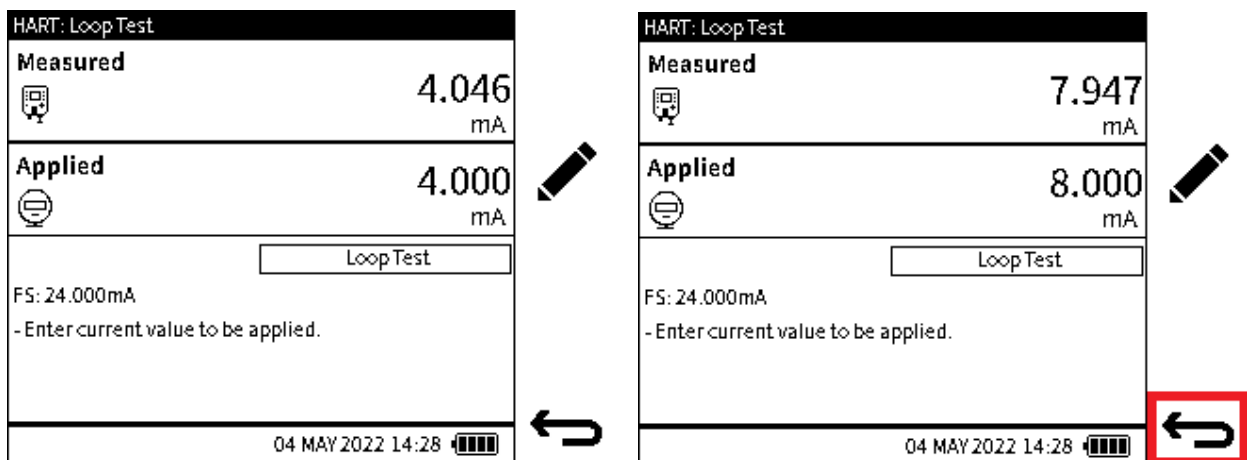 HART: Loop Test
Measured
4.046
mA
Applied
4.000
mA
Loop Test
FS: 24.000mA
- Enter current value to be applied.
04 MAY 2022 14:28
HART: Loop Test
Measured
7.947
mA
Applied
8.000
mA
Loop Test
FS: 24.000mA
- Enter current value to be applied.
04 MAY 2022 14:28